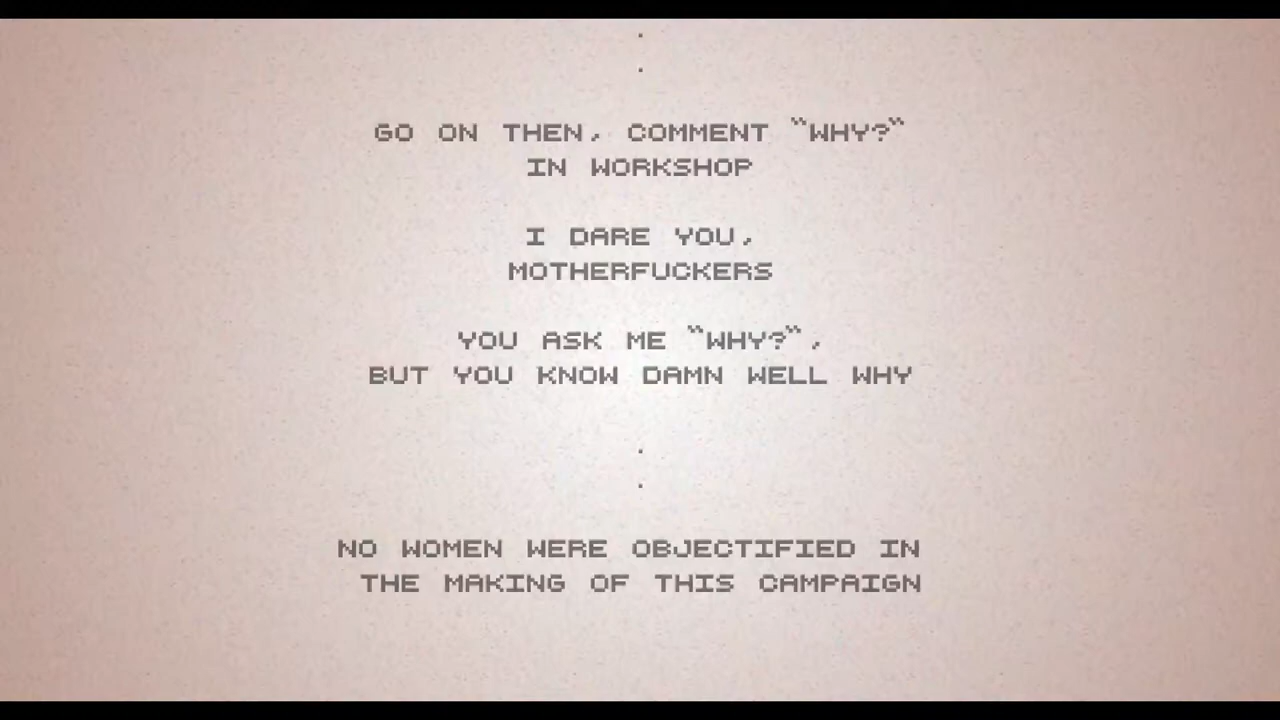 .
.
GO ON THEN, COMMENT "WHY?"
IN WORKSHOP
I DARE YOU,
MOTHERFUCKERS
YOU ASK ME "WHY?",
BUT YOU KNOW DAMN WELL WHY
.
.
NO WOMEN WERE OBJECTIFIED IN
THE MAKING OF THIS CAMPAIGN